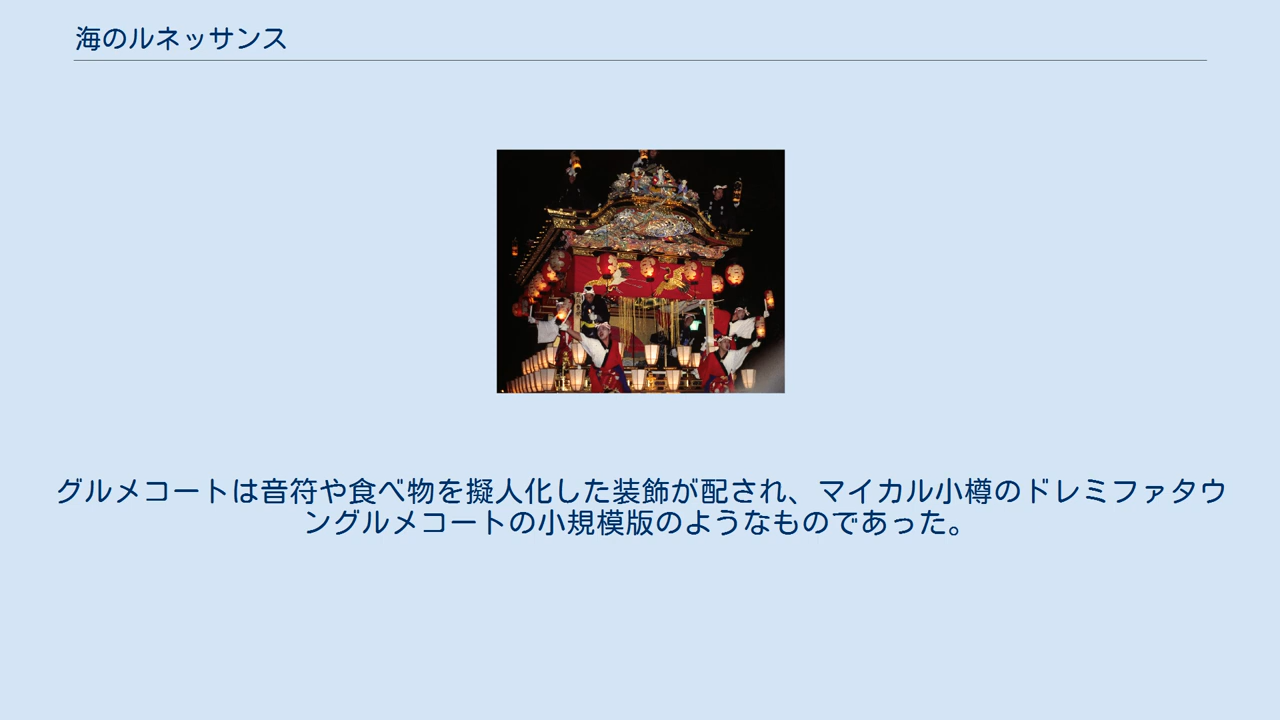 海のルネッサンス
グルメコートは音符や食べ物を擬人化した装飾が配され、マイカル小樽のドレミファタウ
ングルメコートの小規模版のようなものであった。